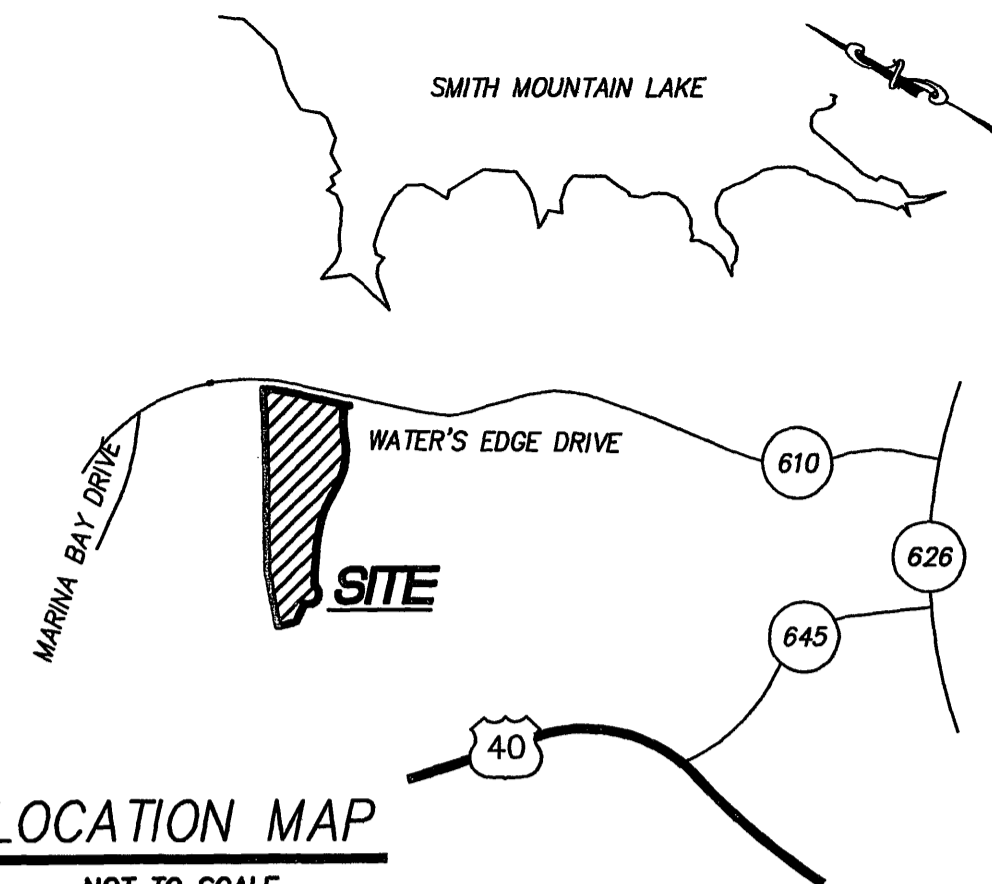 SMITH MOUNTAIN LAKE
WATER'S EDGE DRIVE
610
MARINA BAY DRIVE
626
SITE
645
40
LOCATION MAP
NOT TO SCALE